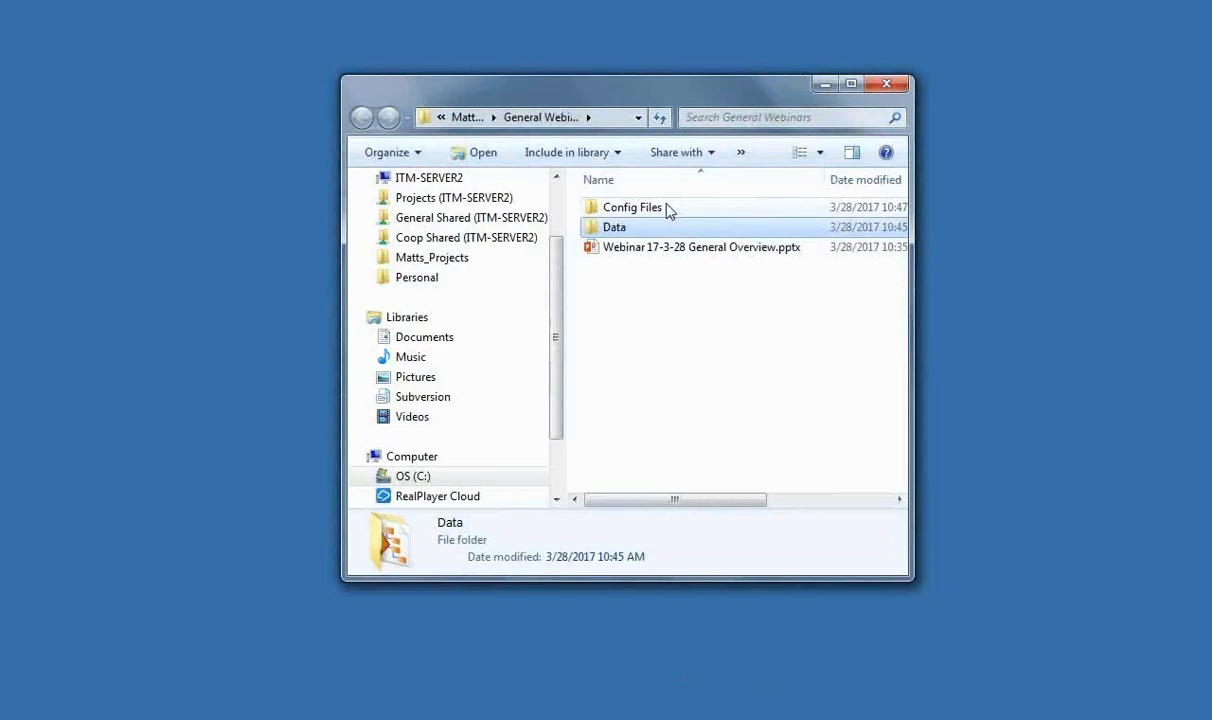 « Matt... General Webi... Search General Webinars
Organize Open Include in library Share with »
ITM-SERVER2
Projects (ITM-SERVER2)
General Shared (ITM-SERVER2)
Coop Shared (ITM-SERVER2)
Matts_Projects
Personal
Libraries
Documents
Music
Pictures
Subversion
Videos
Computer
OS (C:)
RealPlayer Cloud
Name Date modified
Config Files 3/28/2017 10:47
Data 3/28/2017 10:45
Webinar 17-3-28 General Overview.pptx 3/28/2017 10:35
Data
File folder
Date modified: 3/28/2017 10:45 AM